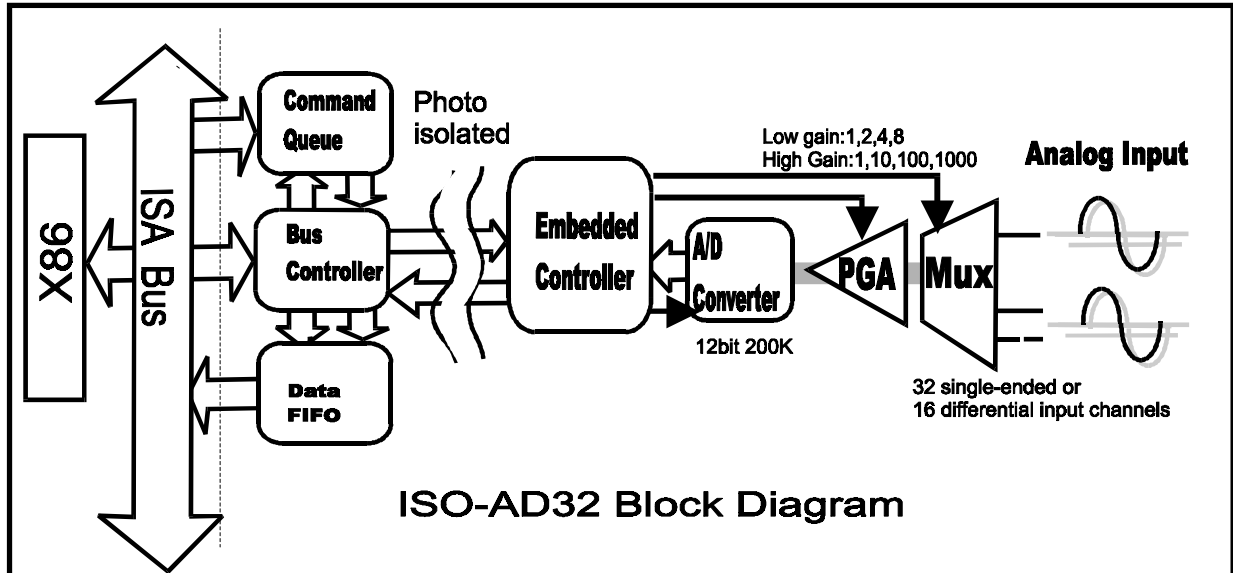 X86
ISA Bus
Command
Queue
Bus
Controller
Data
FIFO
Photo
isolated
Embedded
Controller
A/D
Converter
12bit 200K
Low gain:1,2,4,8
High Gain:1,10,100,1000
PGA
Mux
Analog Input
32 single-ended or
16 differential input channels
ISO-AD32 Block Diagram